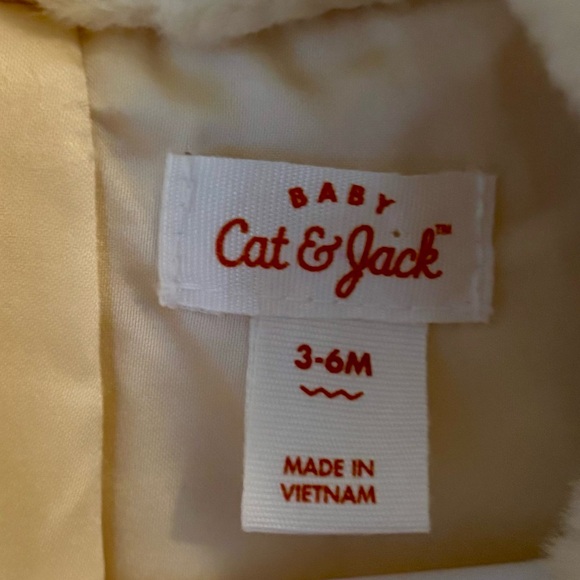 BABY
Cat & Jack™
3-6M
MADE IN
VIETNAM